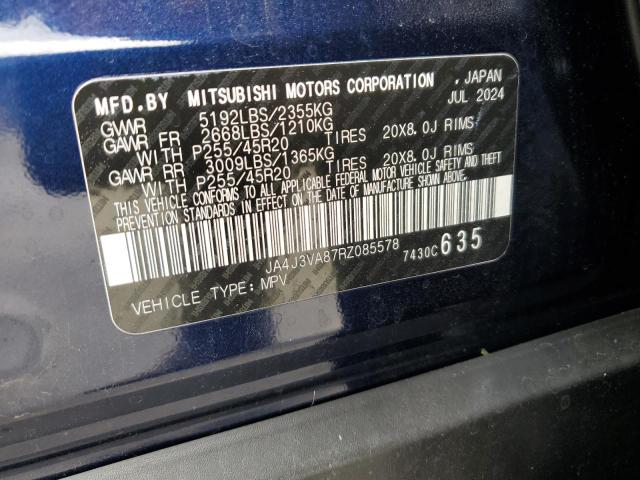 MFD.BY MITSUBISHI MOTORS CORPORATION , JAPAN
GVWR 5192LBS/2355KG JUL 2024
GAWR FR 2668LBS/1210KG
WITH P255/45R20 TIRES 20X8.0J RIMS
GAWR RR 3009LBS/1365KG
WITH P255/45R20 TIRES 20X8.0J RIMS
THIS VEHICLE CONFORMS TO ALL APPLICABLE FEDERAL MOTOR VEHICLE SAFETY AND THEFT
PREVENTION STANDARDS IN EFFECT ON THE DATE OF MANUFACTURE SHOWN ABOVE.
JA4J3VA87RZ085578 7430C635
VEHICLE TYPE: MPV